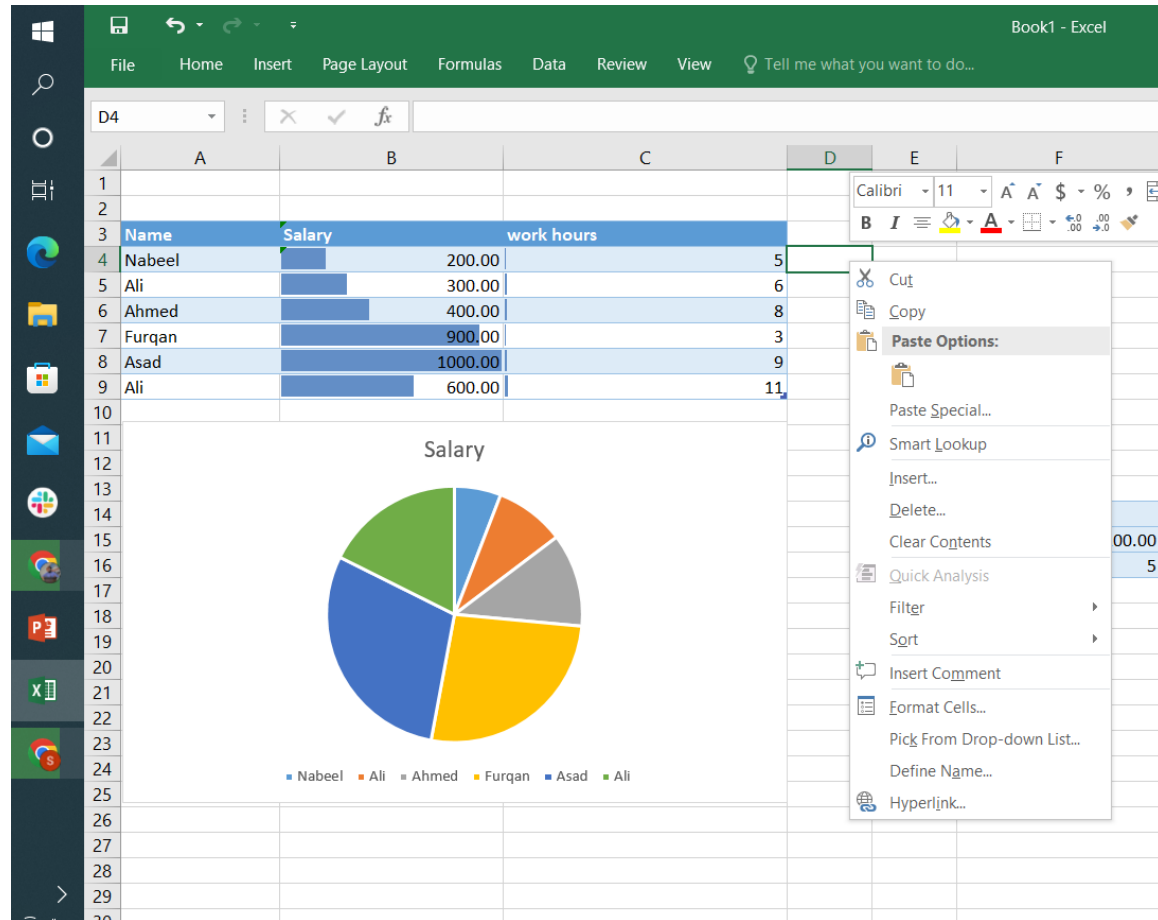 Book1 - Excel
File Home Insert Page Layout Formulas Data Review View Tell me what you want to do...
D4 fx
A B C D E F
1
2
3 Name Salary work hours
4 Nabeel 200.00 5
5 Ali 300.00 6
6 Ahmed 400.00 8
7 Furqan 900.00 3
8 Asad 1000.00 9
9 Ali 600.00 11
10
11
12
13
14
15
16
17
18
19
20
21
22
23
24
25
26
27
28
29
30
Salary
Nabeel Ali Ahmed Furqan Asad Ali
Calibri 11 A A $ % ,
B I A .0 .00 .00 .0
Cut
Copy
Paste Options:
Paste Special...
Smart Lookup
Insert...
Delete...
Clear Contents
Quick Analysis
Filter
Sort
Insert Comment
Format Cells...
Pick From Drop-down List...
Define Name...
Hyperlink...
00.00
5
P
X
S